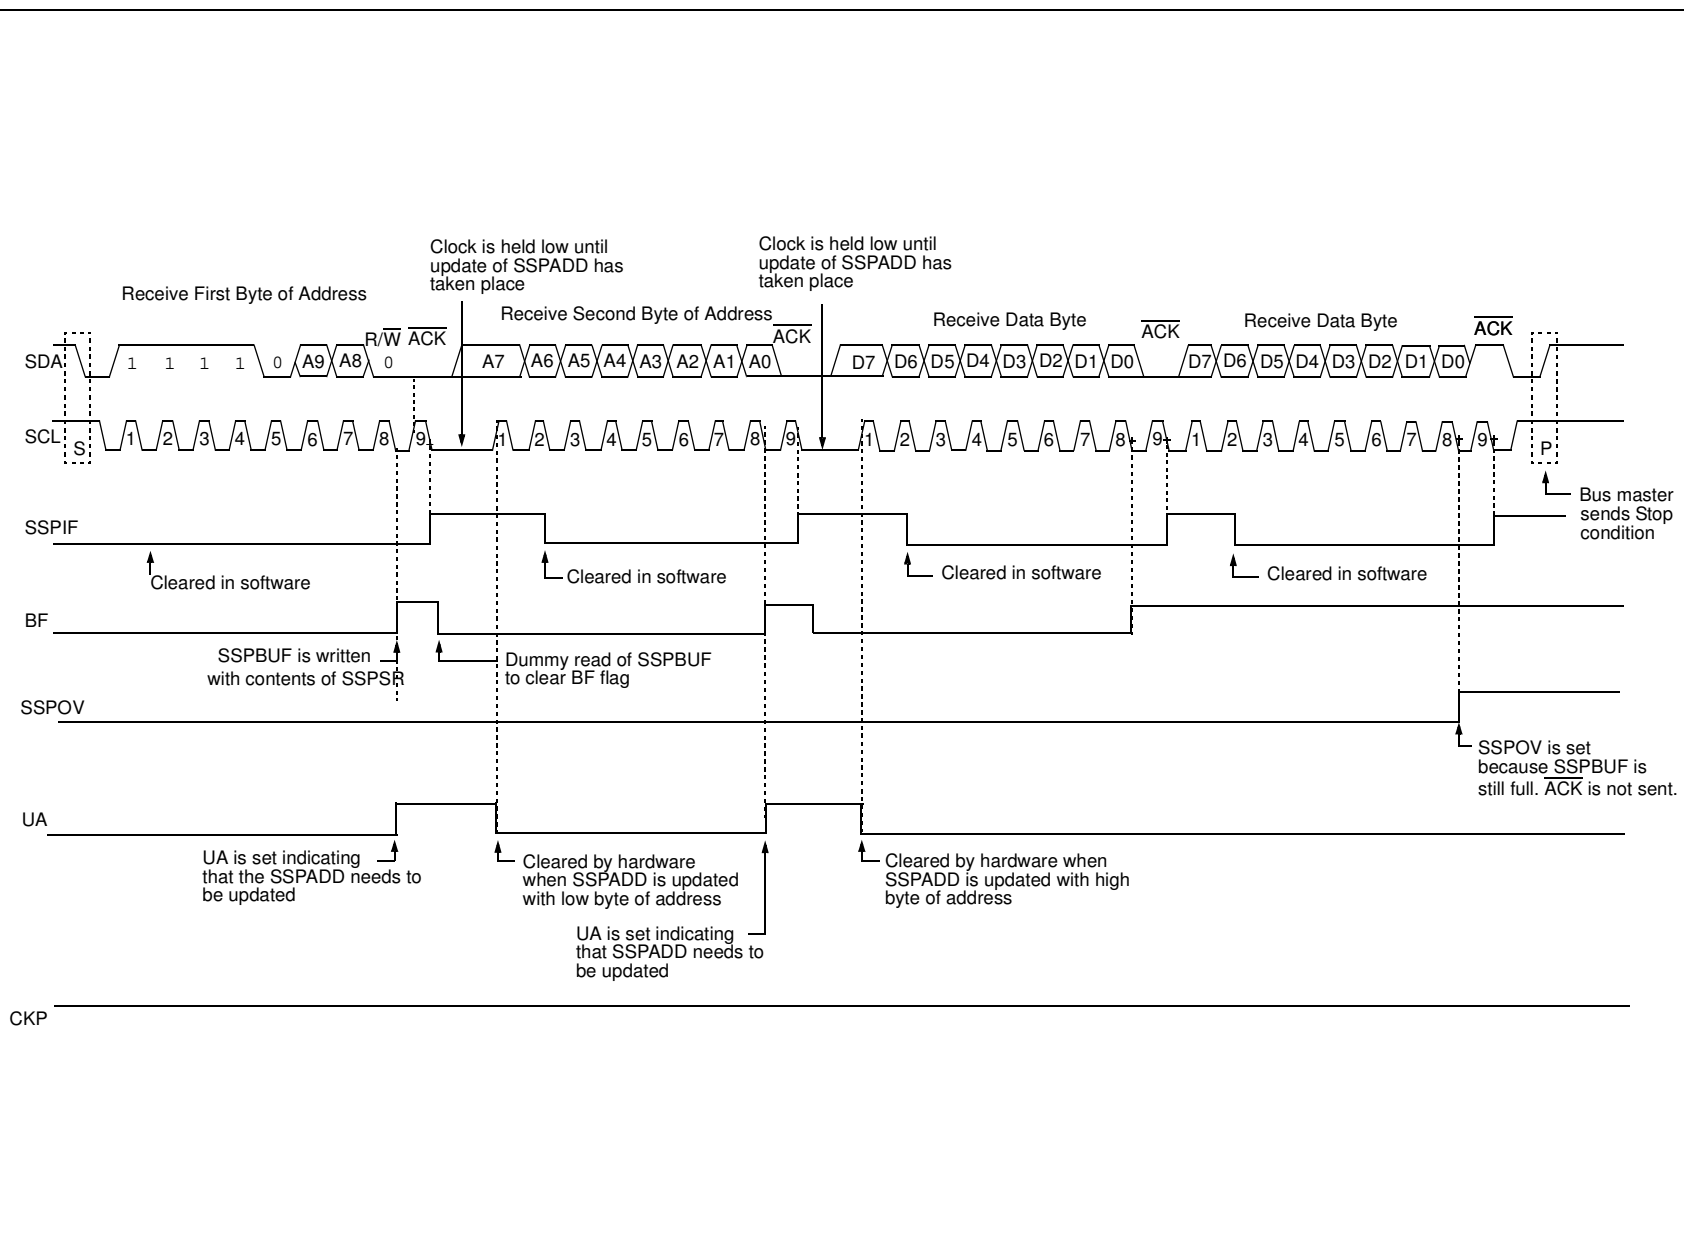 Clock is held low until
update of SSPADD has
taken place
Clock is held low until
update of SSPADD has
taken place
Receive First Byte of Address
Receive Second Byte of Address
Receive Data Byte
Receive Data Byte
R/W ACK
ACK
ACK
ACK
SDA 1 1 1 1 0 A9 A8 0 A7 A6 A5 A4 A3 A2 A1 A0 D7 D6 D5 D4 D3 D2 D1 D0 D7 D6 D5 D4 D3 D2 D1 D0
SCL S 1 2 3 4 5 6 7 8 9 1 2 3 4 5 6 7 8 9 1 2 3 4 5 6 7 8 9 1 2 3 4 5 6 7 8 9 P
Bus master
sends Stop
condition
SSPIF
Cleared in software
Cleared in software
Cleared in software
Cleared in software
BF
SSPBUF is written
with contents of SSPSR
Dummy read of SSPBUF
to clear BF flag
SSPOV
SSPOV is set
because SSPBUF is
still full. ACK is not sent.
UA
UA is set indicating
that the SSPADD needs to
be updated
Cleared by hardware
when SSPADD is updated
with low byte of address
Cleared by hardware when
SSPADD is updated with high
byte of address
UA is set indicating
that SSPADD needs to
be updated
CKP